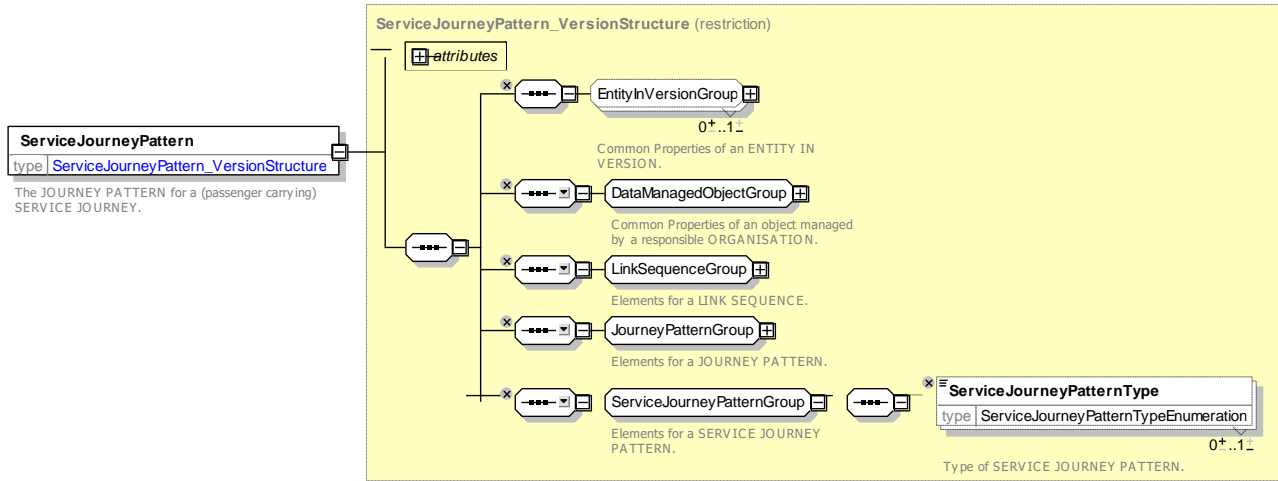 ServiceJourneyPattern_VersionStructure (restriction)
attributes
EntityInVersionGroup
0..1
Common Properties of an ENTITY IN
VERSION.
ServiceJourneyPattern
type ServiceJourneyPattern_VersionStructure
The JOURNEY PATTERN for a (passenger carrying)
SERVICE JOURNEY.
DataManagedObjectGroup
Common Properties of an object managed
by a responsible ORGANISATION.
LinkSequenceGroup
Elements for a LINK SEQUENCE.
JourneyPatternGroup
Elements for a JOURNEY PATTERN.
ServiceJourneyPatternGroup
Elements for a SERVICE JOURNEY
PATTERN.
ServiceJourneyPatternType
type ServiceJourneyPatternTypeEnumeration
0..1
Type of SERVICE JOURNEY PATTERN.